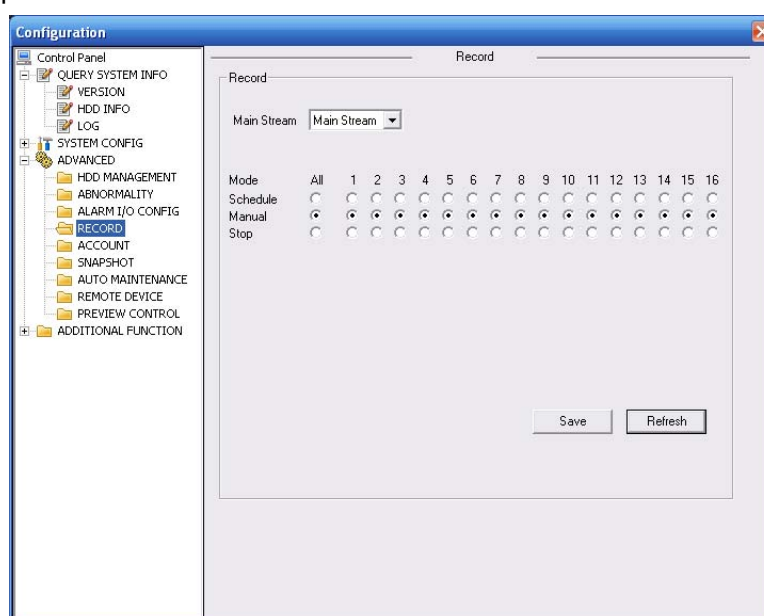 Configuration
Control Panel
QUERY SYSTEM INFO
VERSION
HDD INFO
LOG
SYSTEM CONFIG
ADVANCED
HDD MANAGEMENT
ABNORMALITY
ALARM I/O CONFIG
RECORD
ACCOUNT
SNAPSHOT
AUTO MAINTENANCE
REMOTE DEVICE
PREVIEW CONTROL
ADDITIONAL FUNCTION
Record
Record
Main Stream Main Stream
Mode All 1 2 3 4 5 6 7 8 9 10 11 12 13 14 15 16
Schedule
Manual
Stop
Save Refresh